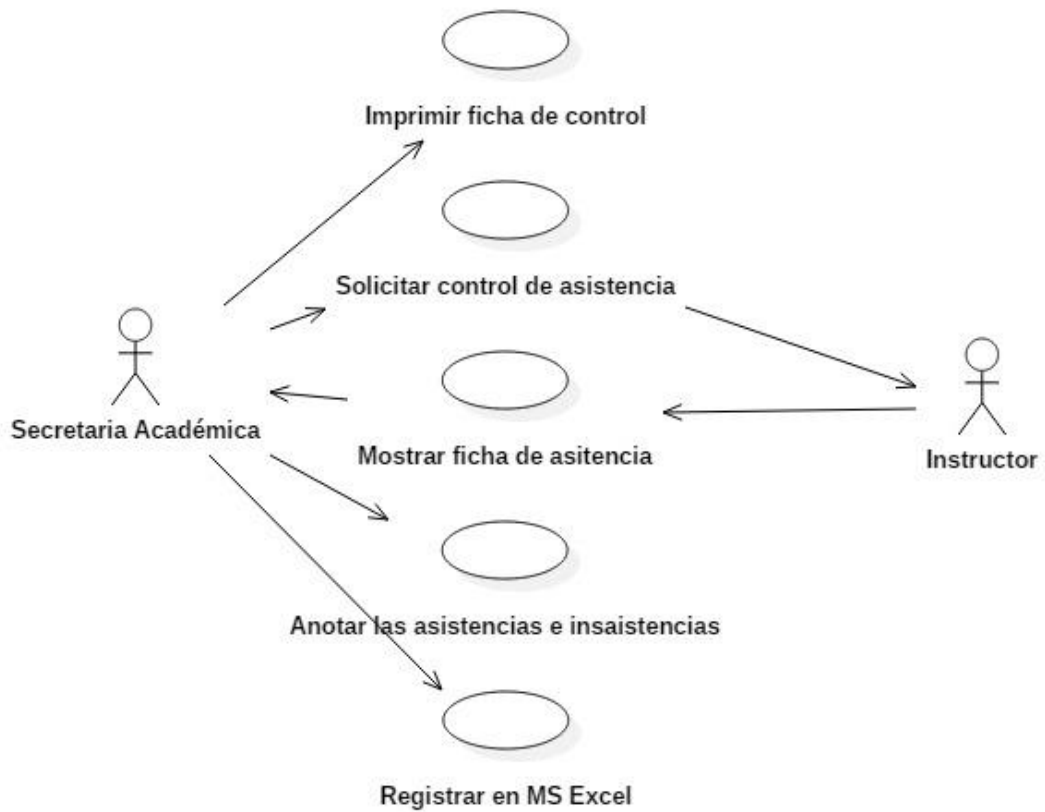 Imprimir ficha de control
Solicitar control de asistencia
Secretaria Académica
Mostrar ficha de asitencia
Instructor
Anotar las asistencias e insaistencias
Registrar en MS Excel